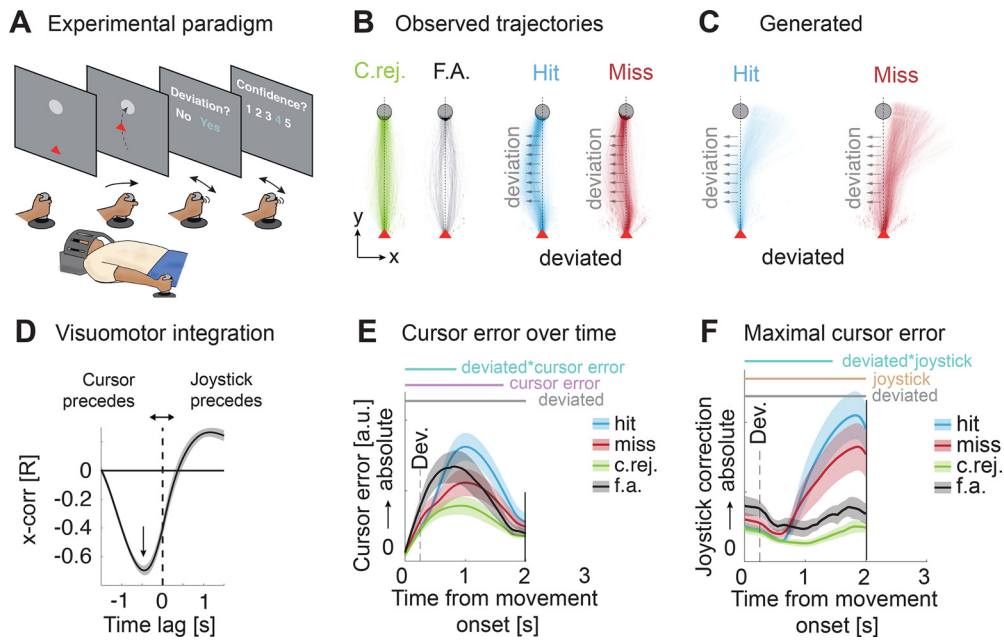 A Experimental paradigm
Deviation?
No Yes
Confidence?
1 2 3 4 5
B Observed trajectories
C.rej. F.A. Hit Miss
deviation
deviation
y
x
deviated
C Generated
Hit Miss
deviation
deviated
D Visuomotor integration
Cursor precedes
Joystick precedes
x-corr [R]
0
-0.2
-0.4
-0.6
-1 0 1
Time lag [s]
E Cursor error over time
deviated*cursor error
cursor error
deviated
Dev.
hit
miss
c.rej.
f.a.
Cursor error [a.u.]
absolute
0
0 1 2 3
Time from movement
onset [s]
F Maximal cursor error
deviated*joystick
joystick
deviated
Dev.
hit
miss
c.rej.
f.a.
Joystick correction
absolute
0
0 1 2 3
Time from movement
onset [s]